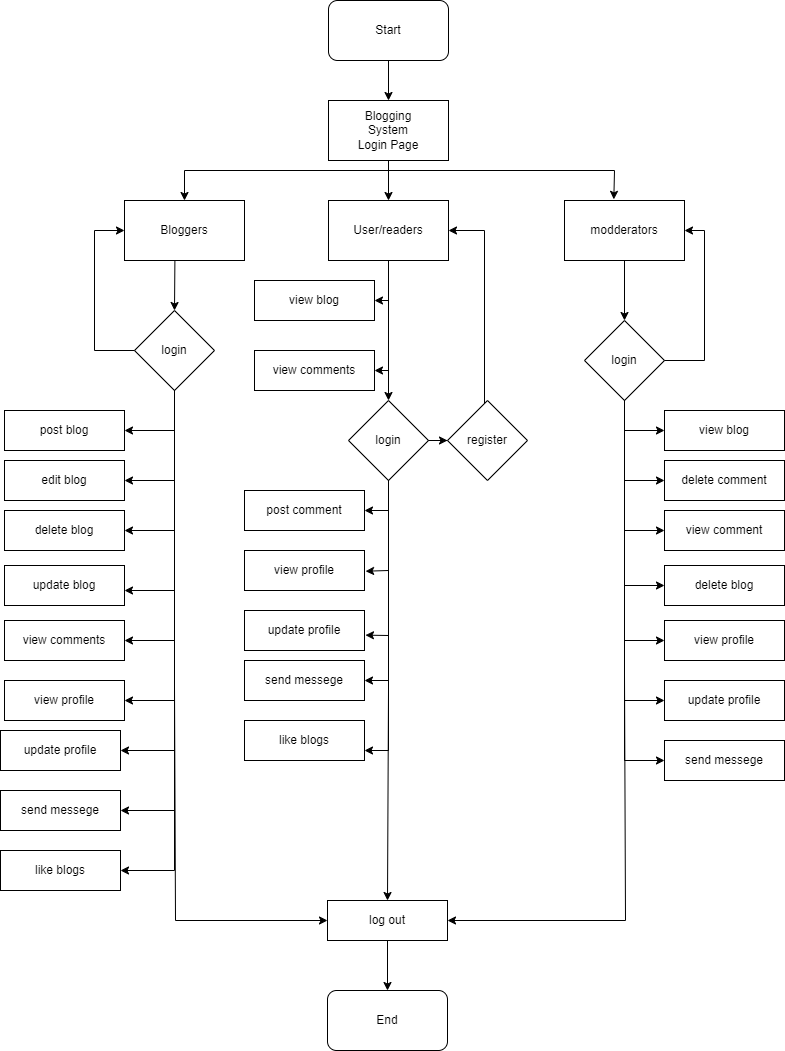 Start
Blogging
System
Login Page
Bloggers
User/readers
modderators
view blog
login
view comments
login
login
register
post blog
edit blog
delete blog
update blog
view comments
view profile
update profile
send messege
like blogs
post comment
view profile
update profile
send messege
like blogs
view blog
delete comment
view comment
delete blog
view profile
update profile
send messege
log out
End